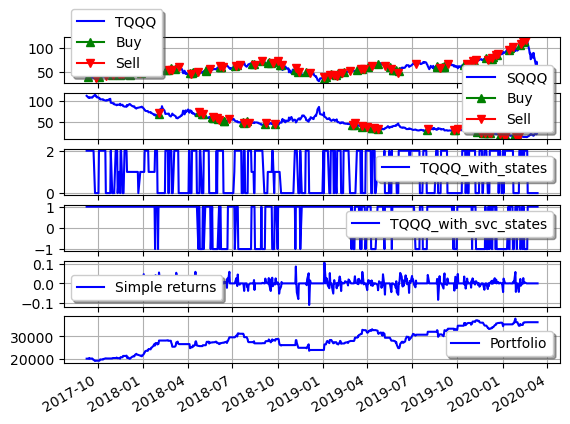 TQQQ
Buy
Sell
100
50
SQQQ
Buy
Sell
100
50
2
0
TQQQ_with_states
1
0
−1
TQQQ_with_svc_states
0.1
0.0
−0.1
Simple returns
30000
20000
Portfolio
2017-10
2018-01
2018-04
2018-07
2018-10
2019-01
2019-04
2019-07
2019-10
2020-01
2020-04